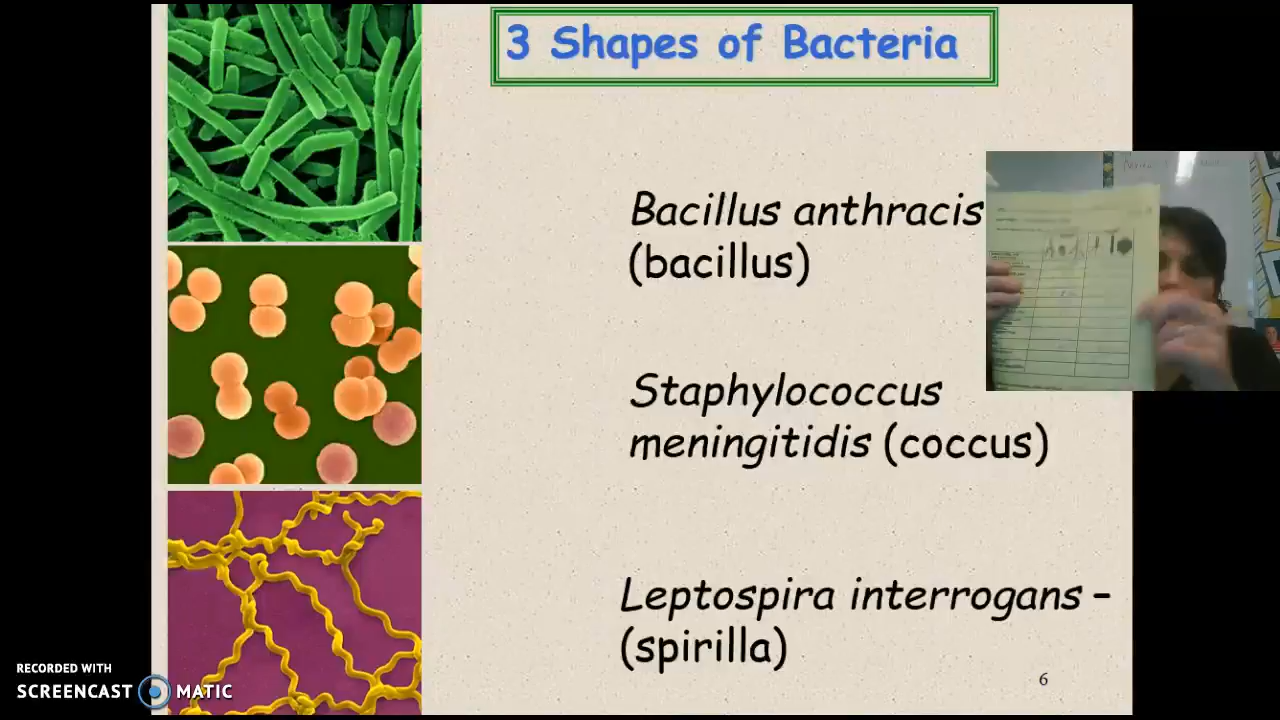 3 Shapes of Bacteria
Bacillus anthracis
(bacillus)
Staphylococcus
meningitidis (coccus)
Leptospira interrogans –
(spirilla)
6
RECORDED WITH
SCREENCAST MATIC